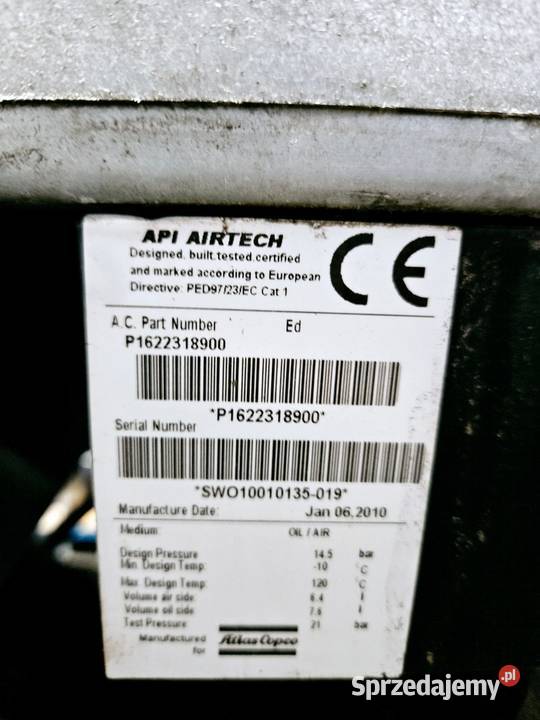 API AIRTECH
Designed, built,tested,certified
and marked according to European
Directive: PED97/23/EC Cat 1
CE
A.C. Part Number Ed
P1622318900
*P1622318900*
Serial Number
*SWO10010135-019*
Manufacture Date: Jan 06,2010
Medium: OIL / AIR
Design Pressure 14.5 bar
Min. Design Temp: -10 °C
Max. Design Temp: 120 °C
Volume air side: 6.4 l
Volume oil side: 7.6 l
Test Pressure 21 bar
Manufactured
for Atlas Copco
Sprzedajemy.pl